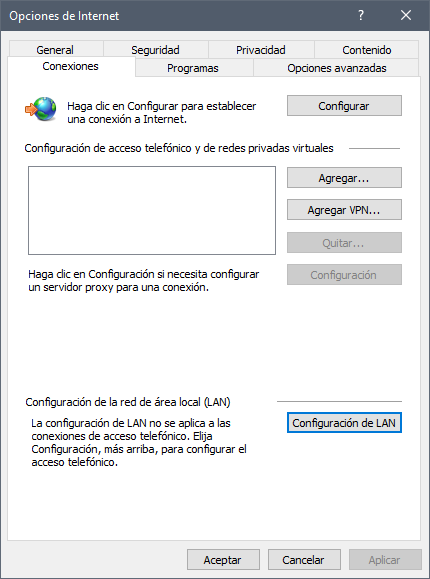 Opciones de Internet
?
General
Seguridad
Privacidad
Contenido
Conexiones
Programas
Opciones avanzadas
Haga clic en Configurar para establecer
una conexión a Internet.
Configurar
Configuración de acceso telefónico y de redes privadas virtuales
Agregar...
Agregar VPN...
Quitar...
Configuración
Haga clic en Configuración si necesita configurar
un servidor proxy para una conexión.
Configuración de la red de área local (LAN)
La configuración de LAN no se aplica a las
conexiones de acceso telefónico. Elija
Configuración, más arriba, para configurar el
acceso telefónico.
Configuración de LAN
Aceptar
Cancelar
Aplicar